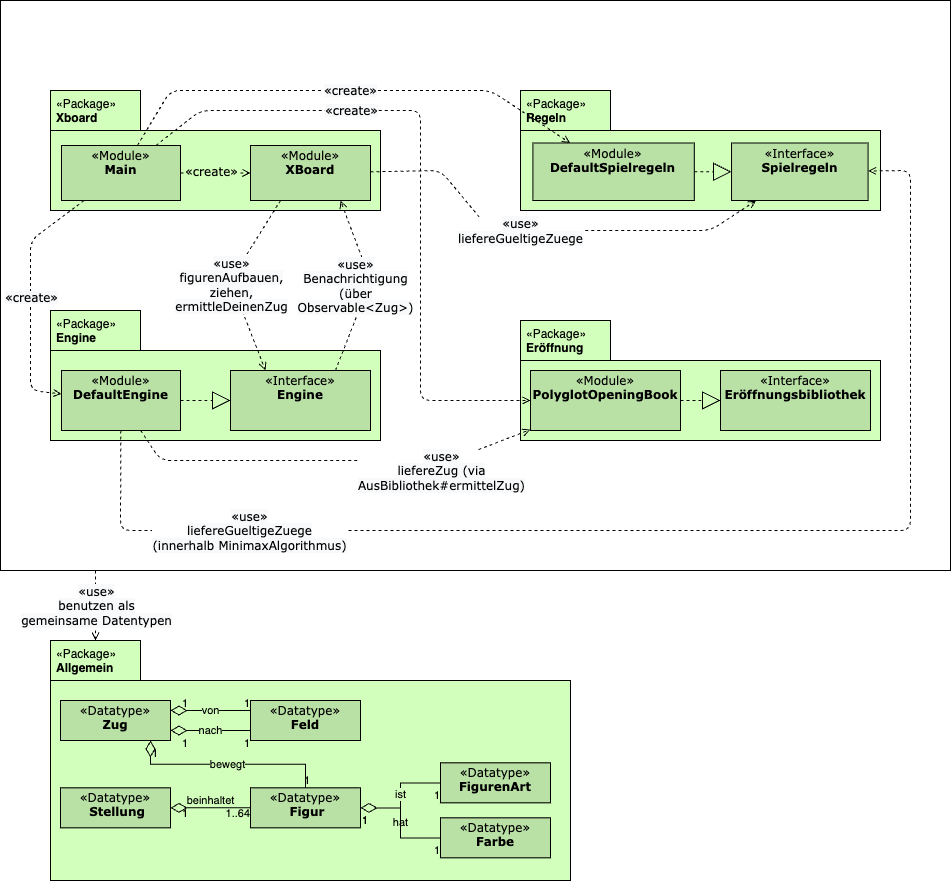 «create»
«create»
«Package»
Xboard
«Package»
Regeln
«Module»
Main
«create»
«Module»
XBoard
«Module»
DefaultSpielregeln
«Interface»
Spielregeln
«use»
liefereGueltigeZuege
«use»
figurenAufbauen,
ziehen,
ermittleDeinenZug
«use»
Benachrichtigung
(über
Observable<Zug>)
«create»
«Package»
Engine
«Package»
Eröffnung
«Module»
DefaultEngine
«Interface»
Engine
«Module»
PolyglotOpeningBook
«Interface»
Eröffnungsbibliothek
«use»
liefereZug (via
AusBibliothek#ermittelZug)
«use»
liefereGueltigeZuege
(innerhalb MinimaxAlgorithmus)
«use»
benutzen als
gemeinsame Datentypen
«Package»
Allgemein
«Datatype»
Zug
1
von
1
1
nach
1
«Datatype»
Feld
1
bewegt
1
«Datatype»
Stellung
1
beinhaltet
1..64
«Datatype»
Figur
1
ist
1
hat
1
«Datatype»
FigurenArt
«Datatype»
Farbe